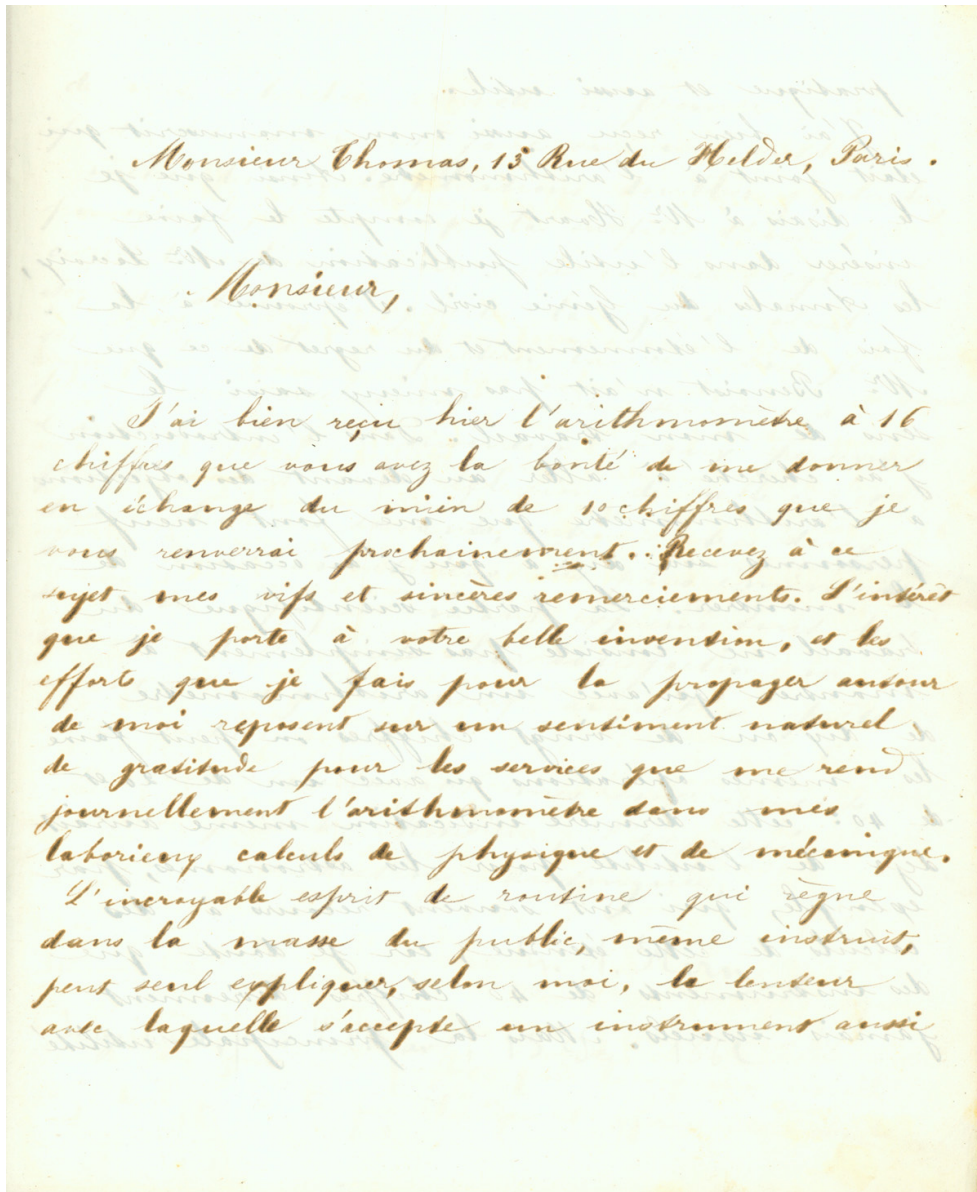 Monsieur Thomas, 13 Rue du Helder, Paris.
Monsieur,
J'ai bien reçu hier l'arithmomètre à 16
chiffres que vous avez la bonté de me donner
en échange du mien de 10 chiffres que je
vous renverrai prochainement. Recevez à ce
sujet mes vifs et sincères remerciements. L'intérêt
que je porte à votre belle invention, et les
efforts que je fais pour la propager autour
de moi reposent sur un sentiment naturel
de gratitude pour les services que me rend
journellement l'arithmomètre dans mes
laborieux calculs de physique et de mécanique.
L'incroyable esprit de routine qui règne
dans la masse du public, même instruit,
peut seul expliquer, selon moi, la lenteur
avec laquelle s'accepte un instrument aussi